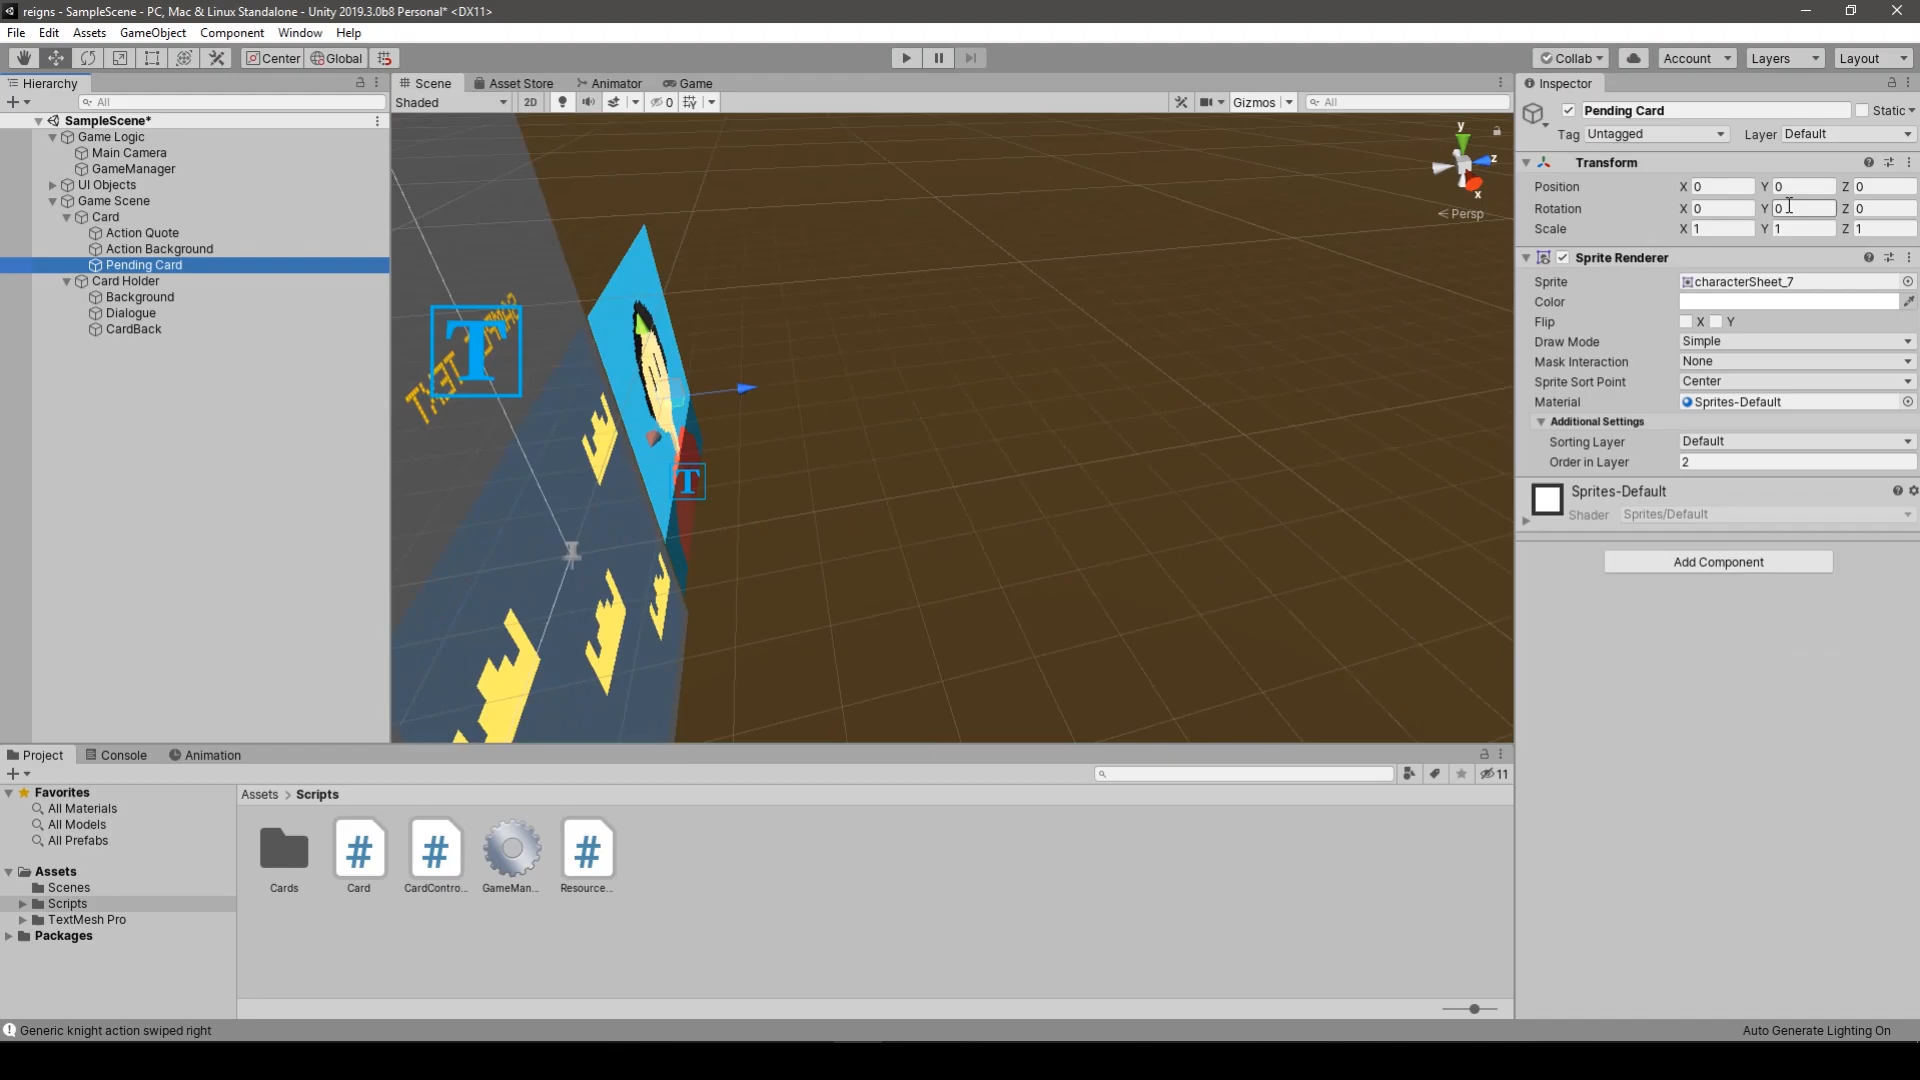 reigns - SampleScene - PC, Mac & Linux Standalone - Unity 2019.3.0b8 Personal* <DX11>
File Edit Assets GameObject Component Window Help
Center Global Collab Account Layers Layout
Hierarchy
All
SampleScene*
Game Logic
Main Camera
GameManager
UI Objects
Game Scene
Card
Action Quote
Action Background
Pending Card
Card Holder
Background
Dialogue
CardBack
Scene Asset Store Animator Game
Shaded 2D 0 Gizmos All
y
z
x
< Persp
T
T
Inspector
Pending Card Static
Tag Untagged Layer Default
Transform
Position X 0 Y 0 Z 0
Rotation X 0 Y 0 Z 0
Scale X 1 Y 1 Z 1
Sprite Renderer
Sprite characterSheet_7
Color
Flip X Y
Draw Mode Simple
Mask Interaction None
Sprite Sort Point Center
Material Sprites-Default
Additional Settings
Sorting Layer Default
Order in Layer 2
Sprites-Default
Shader Sprites/Default
Add Component
Project Console Animation
11
Favorites
All Materials
All Models
All Prefabs
Assets
Scenes
Scripts
TextMesh Pro
Packages
Assets > Scripts
# # #
Cards Card CardContro... GameMan... Resource...
Generic knight action swiped right
Auto Generate Lighting On